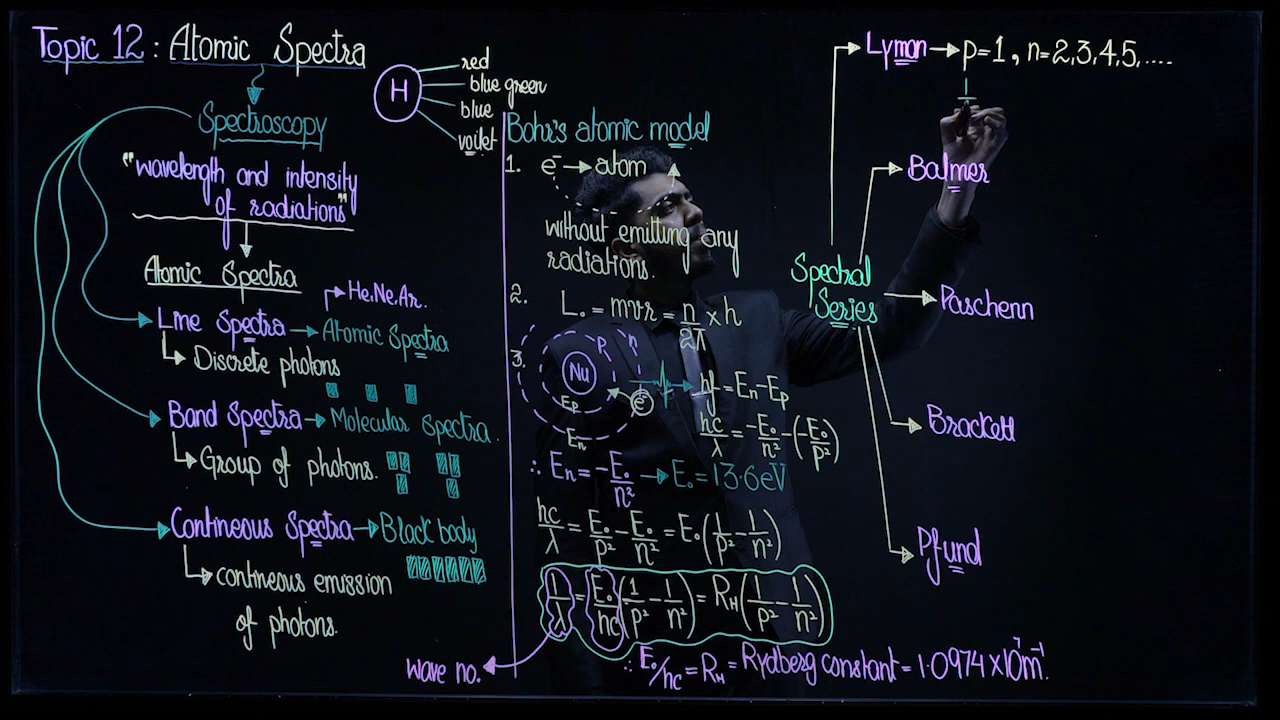 Topic 12 : Atomic Spectra
Spectroscopy
"wavelength and intensity
of radiations"
Atomic Spectra
He, Ne, Ar.
Line Spectra → Atomic Spectra
Discrete photons
Band Spectra → Molecular Spectra.
Group of photons.
Contineous Spectra → Black body
contineous emission
of photons.
H
red
blue green
blue
voilet
Bohr's atomic model
1. e⁻ → atom
without emitting any
radiations.
2. L₀ = mvr = n/2π × h
3. Nu
p n
Ep
En
e⁻
hf = En - Ep
hc/λ = -E₀/n² - (-E₀/p²)
∴ En = -E₀/n² → E₀ = 13.6eV
hc/λ = E₀/p² - E₀/n² = E₀(1/p² - 1/n²)
1/λ = E₀/hc (1/p² - 1/n²) = RH (1/p² - 1/n²)
wave no.
∴ E₀/hc = RH = Rydberg constant = 1.0974 × 10⁷ m⁻¹.
Spectral
Series
Lyman → p = 1, n = 2,3,4,5,....
Balmer
Paschenn
Brackett
Pfund